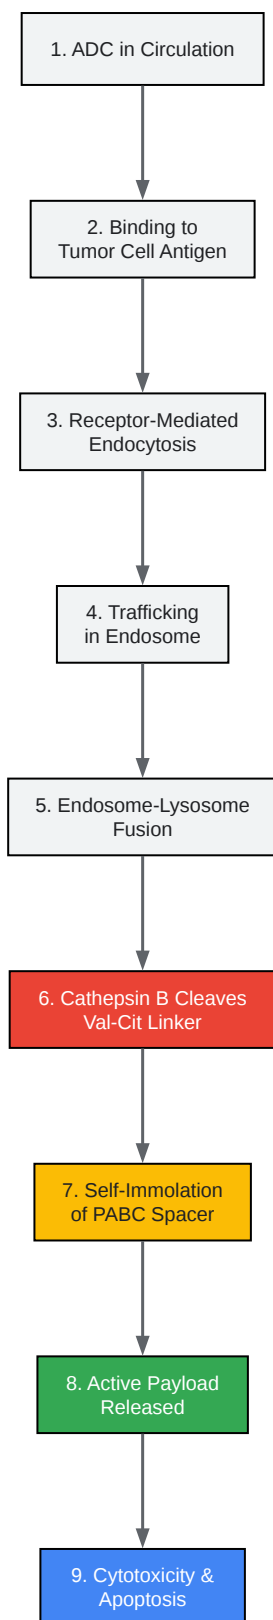 1. ADC in Circulation
2. Binding to
Tumor Cell Antigen
3. Receptor-Mediated
Endocytosis
4. Trafficking
in Endosome
5. Endosome-Lysosome
Fusion
6. Cathepsin B Cleaves
Val-Cit Linker
7. Self-Immolation
of PABC Spacer
8. Active Payload
Released
9. Cytotoxicity &
Apoptosis